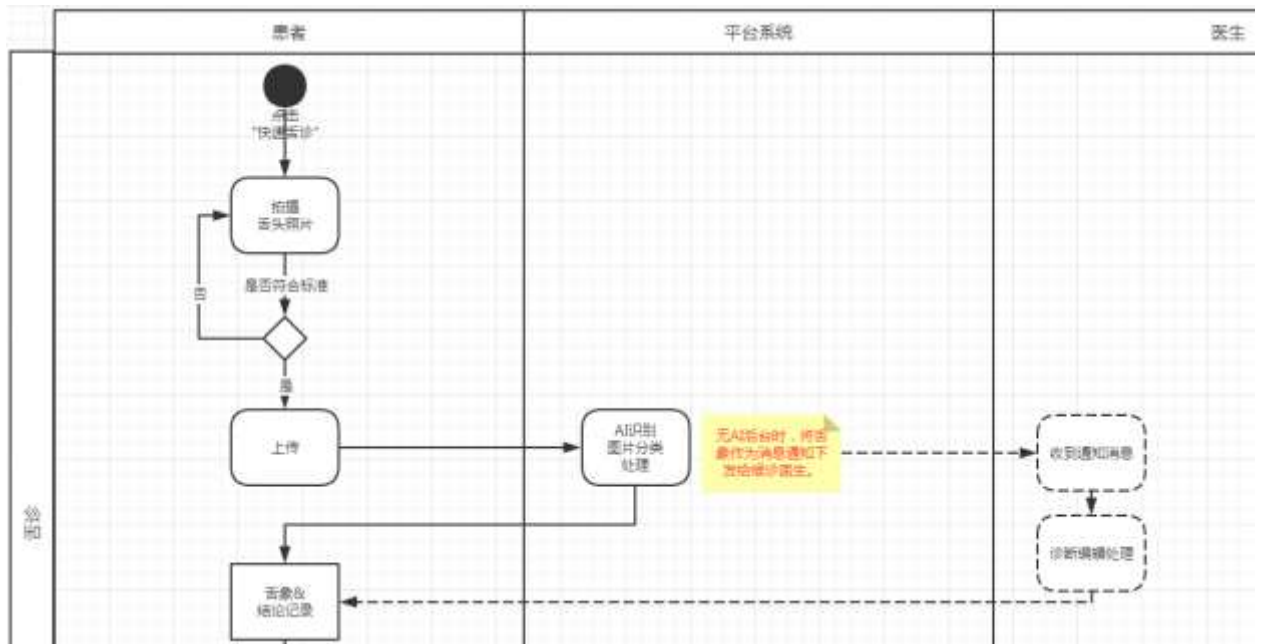 患者
平台系统
医生
点击
"快速舌诊"
拍摄
舌头照片
是否符合标准
否
是
上传
AI识别
图片分类
处理
无AI后台时，将舌
象作为消息通知下
发给接诊医生。
收到通知消息
诊断编辑处理
舌诊
舌象&
结论记录